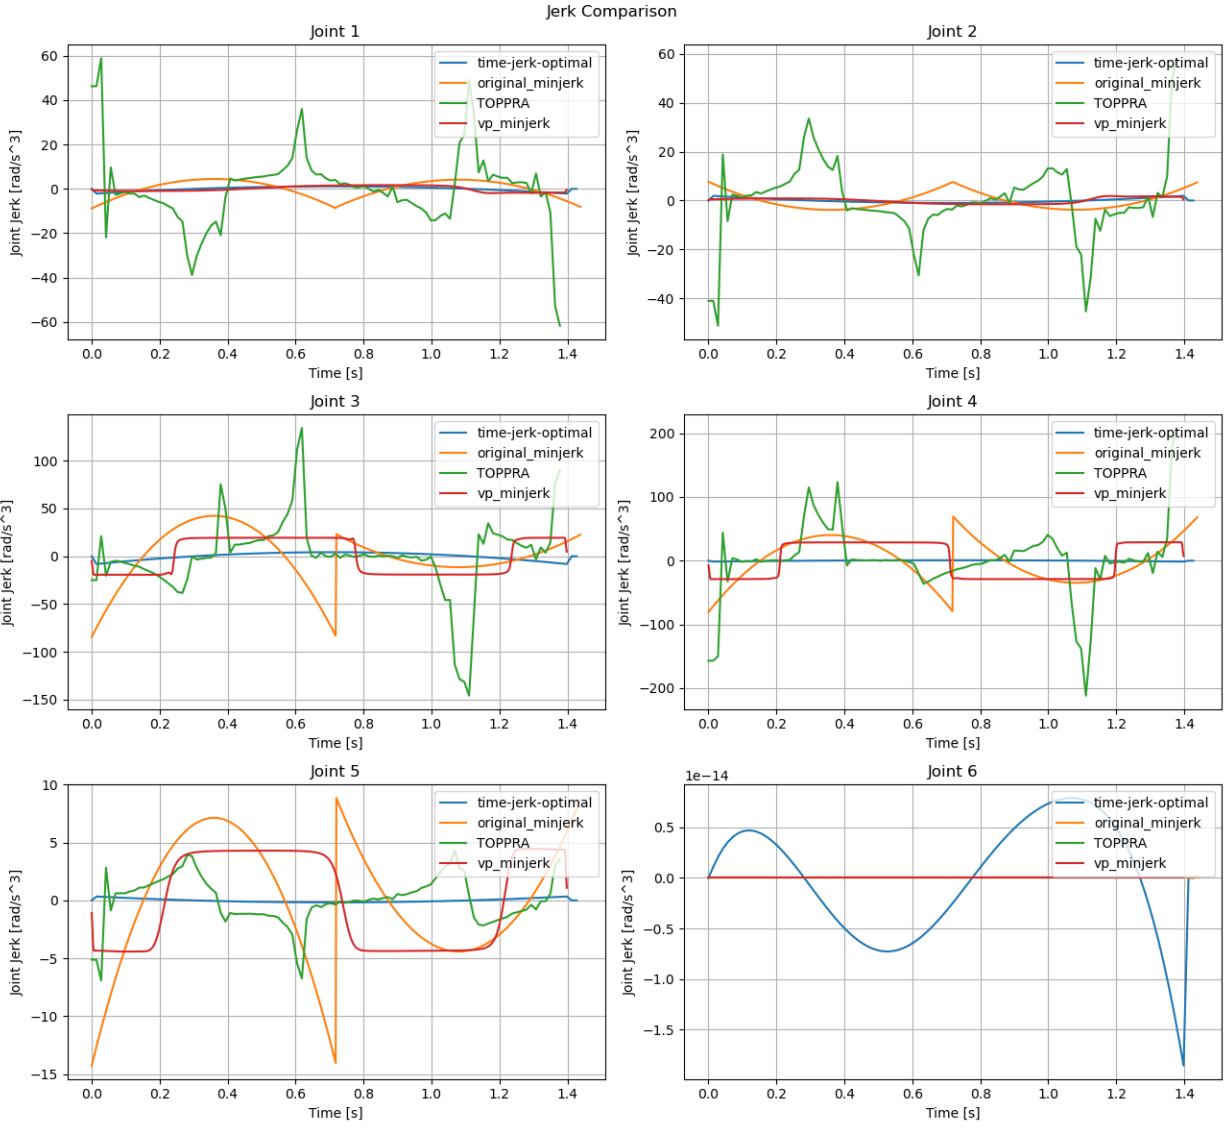 Jerk Comparison
Joint 1
Joint Jerk [rad/s^3]
60
40
20
0
−20
−40
−60
0.0 0.2 0.4 0.6 0.8 1.0 1.2 1.4
Time [s]
time-jerk-optimal
original_minjerk
TOPPRA
vp_minjerk
Joint 2
Joint Jerk [rad/s^3]
60
40
20
0
−20
−40
0.0 0.2 0.4 0.6 0.8 1.0 1.2 1.4
Time [s]
time-jerk-optimal
original_minjerk
TOPPRA
vp_minjerk
Joint 3
Joint Jerk [rad/s^3]
100
50
0
−50
−100
−150
0.0 0.2 0.4 0.6 0.8 1.0 1.2 1.4
Time [s]
time-jerk-optimal
original_minjerk
TOPPRA
vp_minjerk
Joint 4
Joint Jerk [rad/s^3]
200
100
0
−100
−200
0.0 0.2 0.4 0.6 0.8 1.0 1.2 1.4
Time [s]
time-jerk-optimal
original_minjerk
TOPPRA
vp_minjerk
Joint 5
Joint Jerk [rad/s^3]
10
5
0
−5
−10
−15
0.0 0.2 0.4 0.6 0.8 1.0 1.2 1.4
Time [s]
time-jerk-optimal
original_minjerk
TOPPRA
vp_minjerk
Joint 6
1e−14
Joint Jerk [rad/s^3]
0.5
0.0
−0.5
−1.0
−1.5
0.0 0.2 0.4 0.6 0.8 1.0 1.2 1.4
Time [s]
time-jerk-optimal
original_minjerk
TOPPRA
vp_minjerk